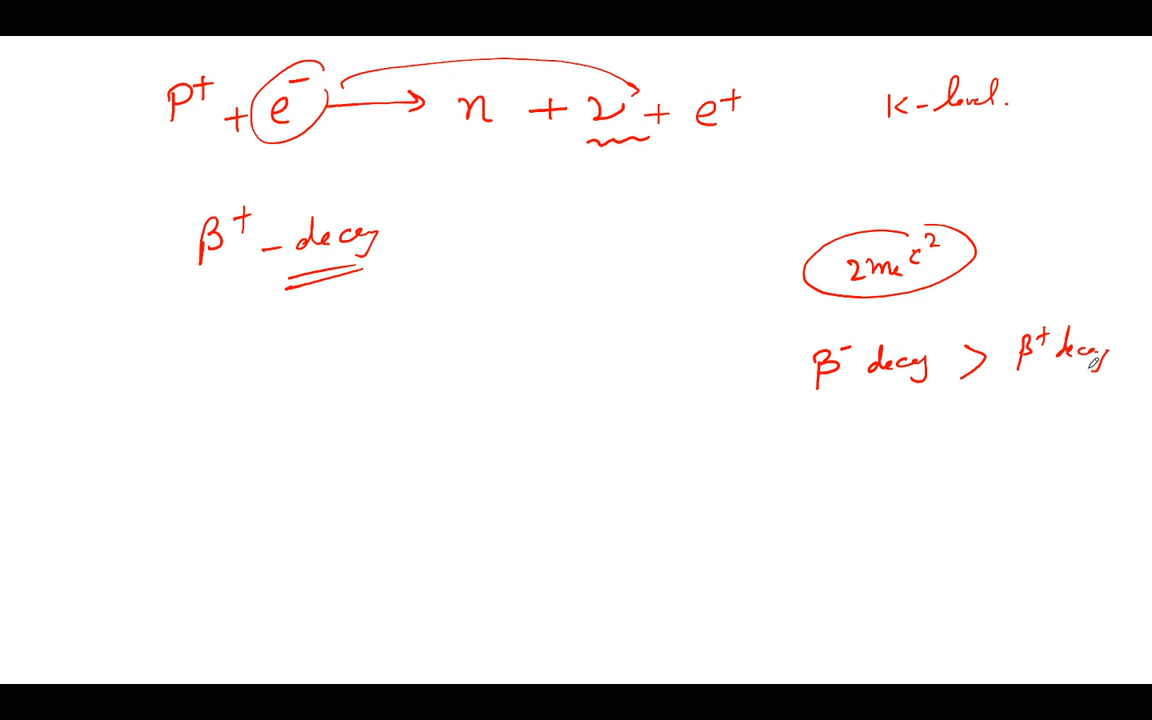 p+ + e⁻ → n + ν + e+
K-level.
β+ - decay
2mₑc²
β⁻ decay > β+ decay